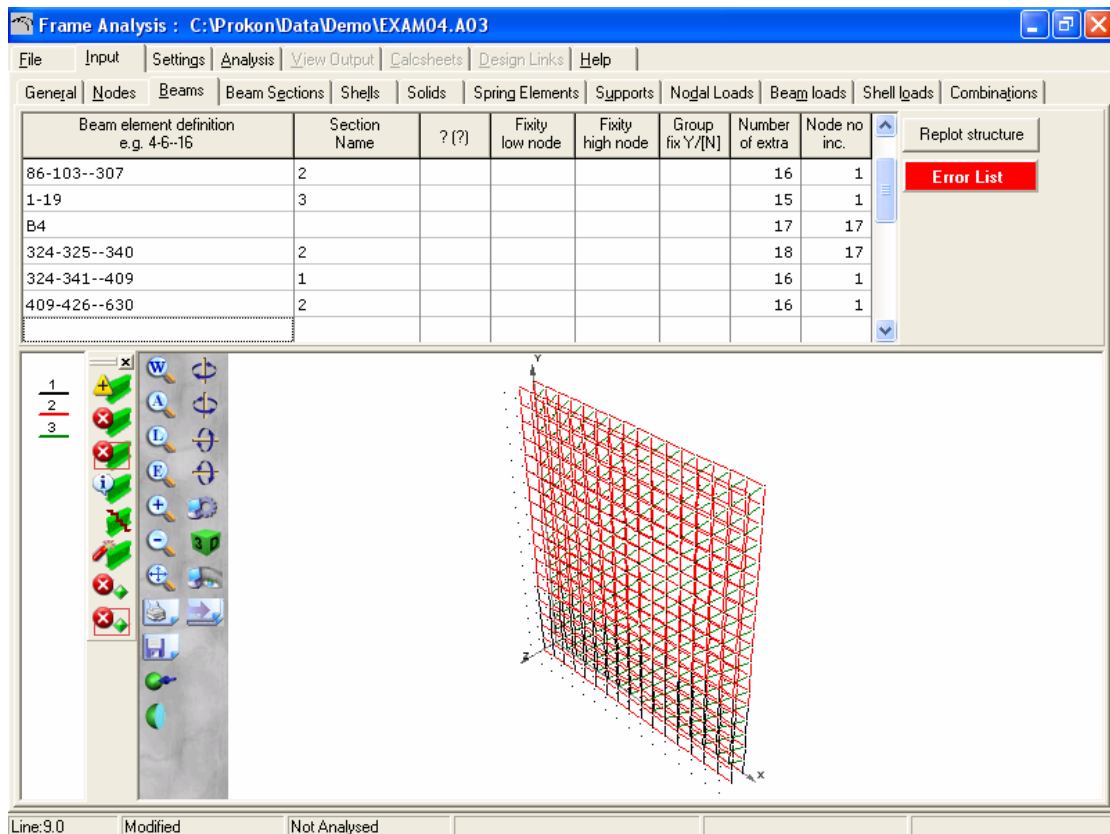 Frame Analysis : C:\Prokon\Data\Demo\EXAM04.A03
File Input Settings Analysis View Output Calcsheets Design Links Help
General Nodes Beams Beam Sections Shells Solids Spring Elements Supports Nodal Loads Beam loads Shell loads Combinations
Beam element definition Section ? (?) Fixity Fixity Group Number Node no
e.g. 4-6--16 Name low node high node fix Y/[N] of extra inc.
Replot structure
86-103--307 2 16 1
Error List
1-19 3 15 1
B4 17 17
324-325--340 2 18 17
324-341--409 1 16 1
409-426--630 2 16 1
1
2
3
W
A
L
E
3 D
Y
Z
X
Line:9.0 Modified Not Analysed